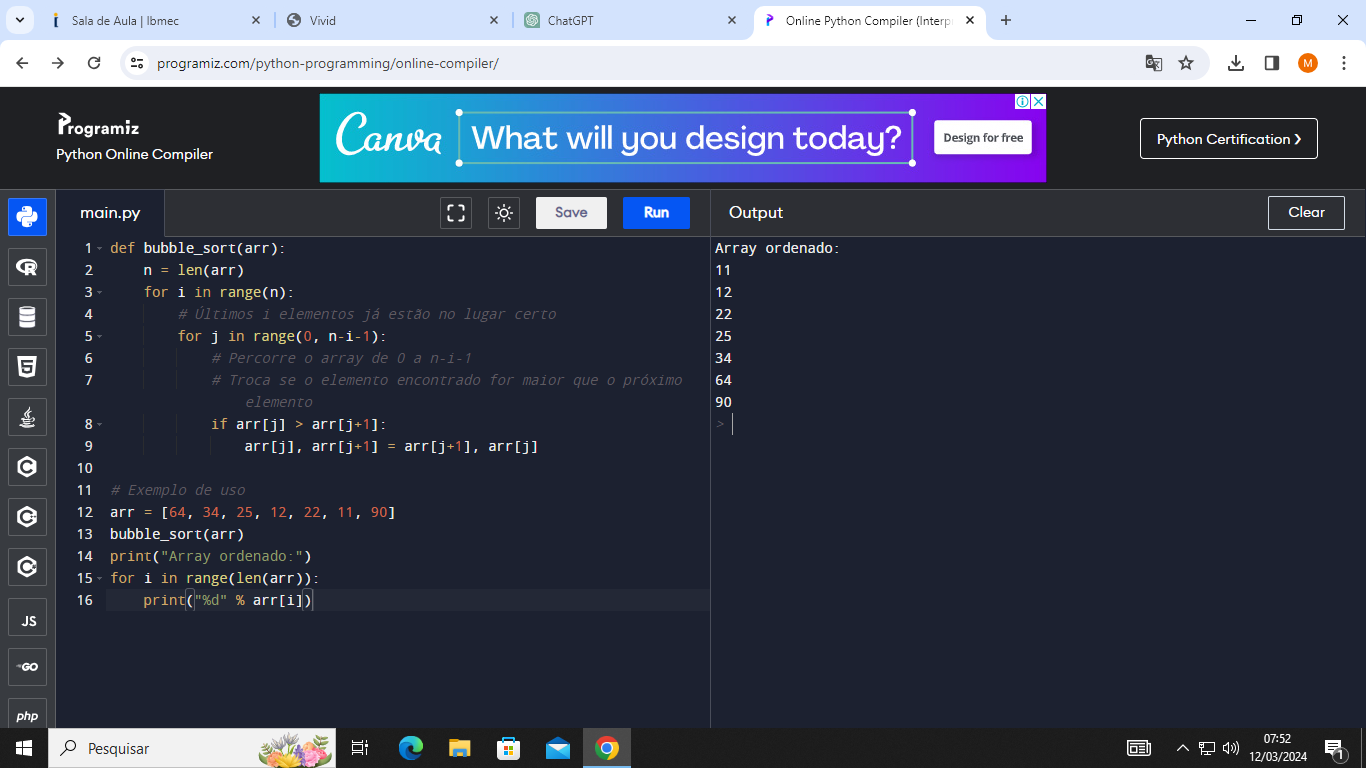 Sala de Aula | Ibmec
Vivid
ChatGPT
Online Python Compiler (Interp
programiz.com/python-programming/online-compiler/
M
Programiz
Python Online Compiler
Canva
What will you design today?
Design for free
Python Certification ❯
main.py
Save
Run
Output
Clear
1 def bubble_sort(arr):
2     n = len(arr)
3     for i in range(n):
4         # Últimos i elementos já estão no lugar certo
5         for j in range(0, n-i-1):
6             # Percorre o array de 0 a n-i-1
7             # Troca se o elemento encontrado for maior que o próximo
elemento
8             if arr[j] > arr[j+1]:
9                 arr[j], arr[j+1] = arr[j+1], arr[j]
10
11 # Exemplo de uso
12 arr = [64, 34, 25, 12, 22, 11, 90]
13 bubble_sort(arr)
14 print("Array ordenado:")
15 for i in range(len(arr)):
16     print("%d" % arr[i])
Array ordenado:
11
12
22
25
34
64
90
>
JS
GO
php
Pesquisar
07:52
12/03/2024
1